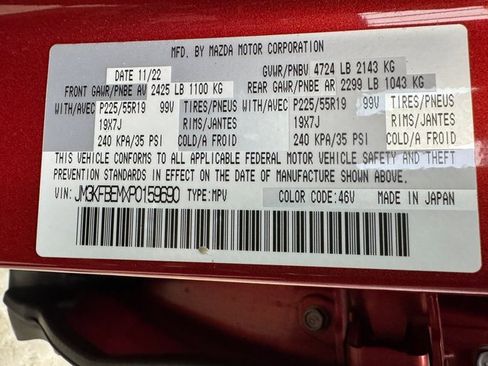 MFD. BY MAZDA MOTOR CORPORATION
DATE 11/22 GVWR/PNBV 4724 LB 2143 KG
FRONT GAWR/PNBE AV 2425 LB 1100 KG REAR GAWR/PNBE AR 2299 LB 1043 KG
WITH/AVEC P225/55R19 99V TIRES/PNEUS WITH/AVEC P225/55R19 99V TIRES/PNEUS
19X7J RIMS/JANTES 19X7J RIMS/JANTES
240 KPA/35 PSI COLD/A FROID 240 KPA/35 PSI COLD/A FROID
THIS VEHICLE CONFORMS TO ALL APPLICABLE FEDERAL MOTOR VEHICLE SAFETY AND THEFT
PREVENTION STANDARDS IN EFFECT ON THE DATE OF MANUFACTURE SHOWN ABOVE.
VIN: JM3KFBEMXP0159690 TYPE: MPV COLOR CODE: 46V MADE IN JAPAN